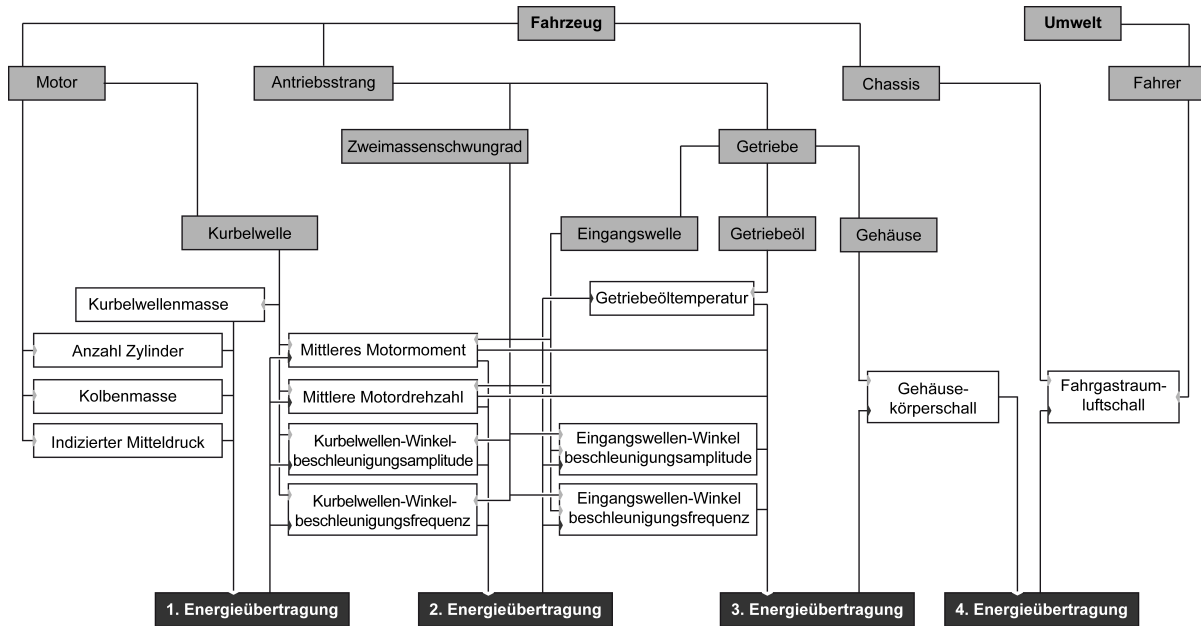 Fahrzeug
Umwelt
Motor
Antriebsstrang
Chassis
Fahrer
Zweimassenschwungrad
Getriebe
Kurbelwelle
Eingangswelle
Getriebeöl
Gehäuse
Kurbelwellenmasse
Getriebeöltemperatur
Anzahl Zylinder
Mittleres Motormoment
Kolbenmasse
Mittlere Motordrehzahl
Gehäuse-
körperschall
Fahrgastraum-
luftschall
Indizierter Mitteldruck
Kurbelwellen-Winkel-
beschleunigungsamplitude
Eingangswellen-Winkel
beschleunigungsamplitude
Kurbelwellen-Winkel-
beschleunigungsfrequenz
Eingangswellen-Winkel
beschleunigungsfrequenz
1. Energieübertragung
2. Energieübertragung
3. Energieübertragung
4. Energieübertragung